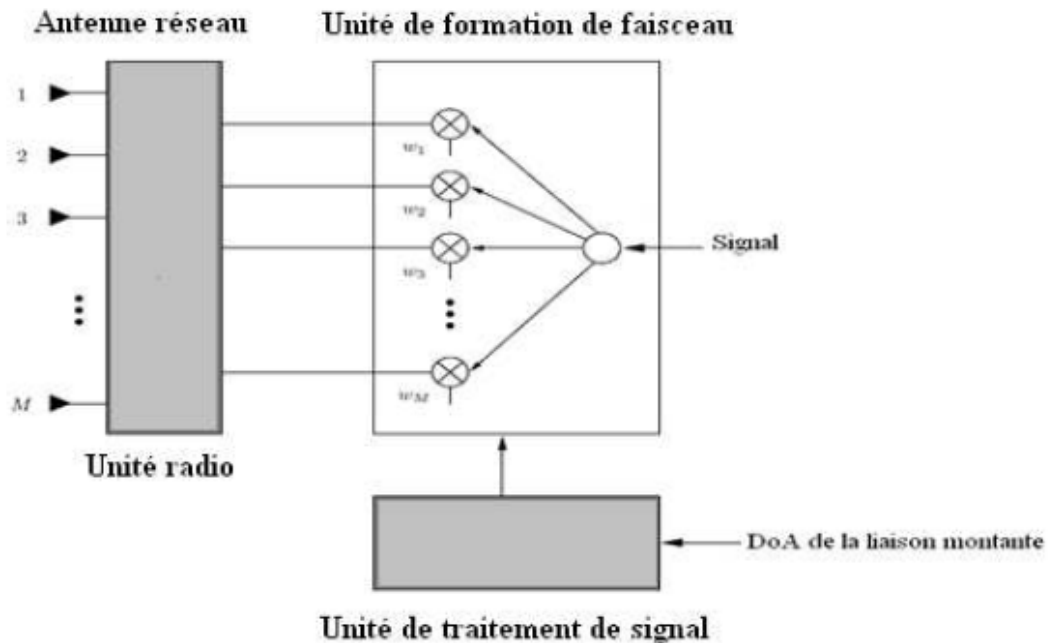 Antenne réseau
Unité de formation de faisceau
1
2
3
M
w1
w2
w3
wM
Signal
Unité radio
DoA de la liaison montante
Unité de traitement de signal